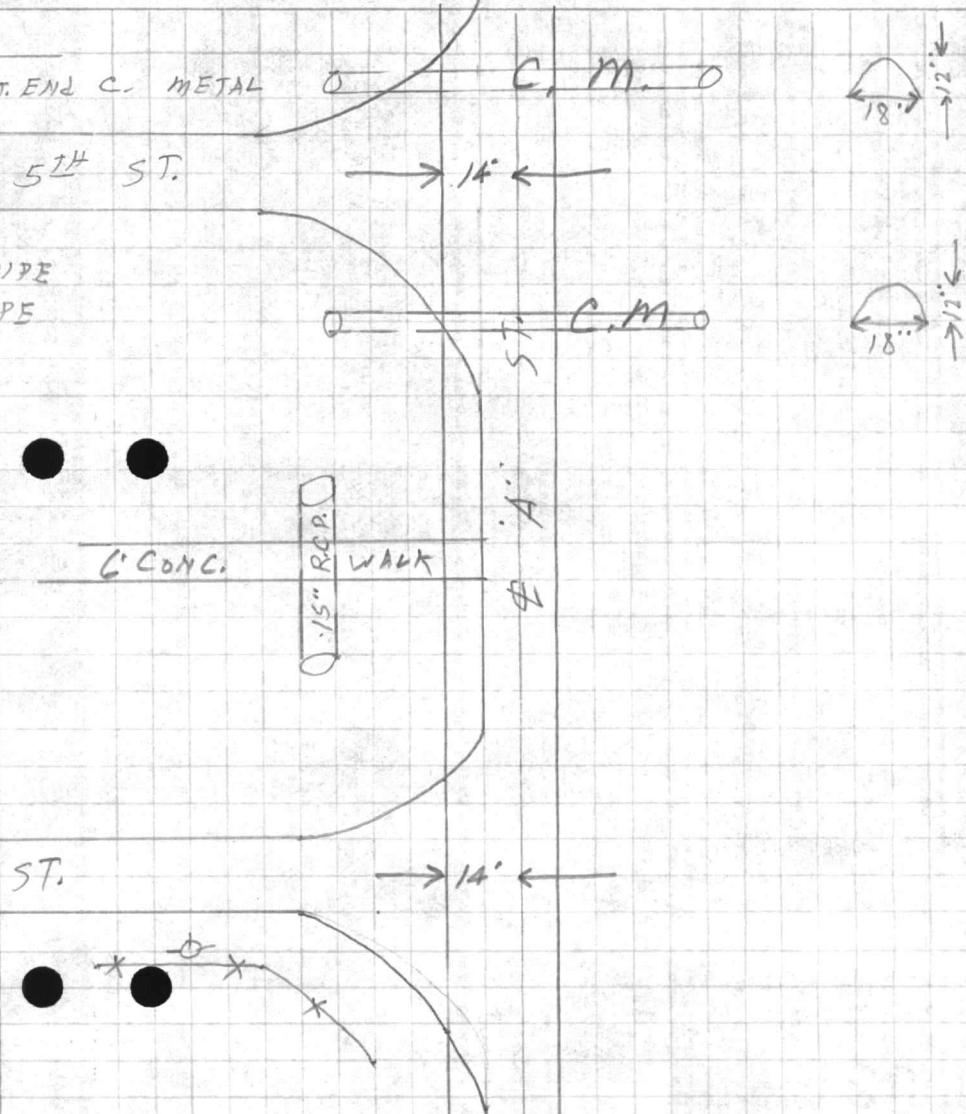 T. END C. METAL
C. M.
12"
18"
5TH ST.
14'
IPE
PE
C.M
12"
18"
ST.
"A"
℄
6' CONC. WALK
15" R.C.P.
ST.
14'